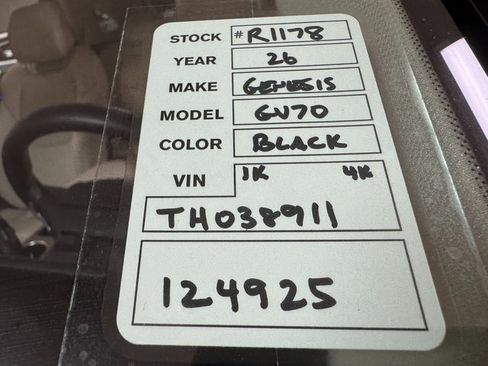 STOCK #R1178
YEAR 26
MAKE GENESIS
MODEL GV70
COLOR BLACK
VIN 1K 4K
TH038911
124925